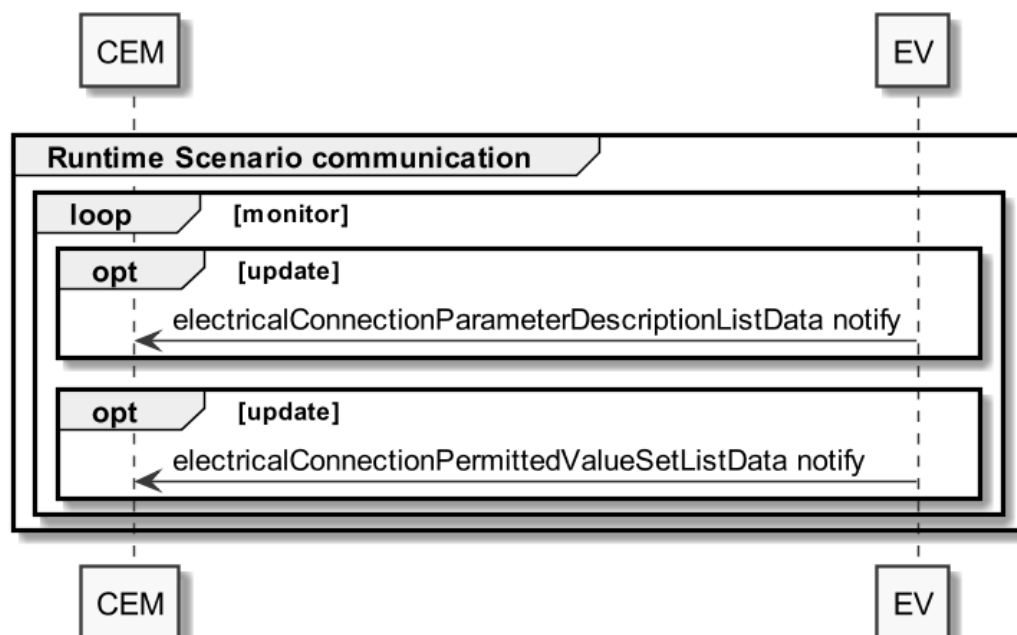 CEM EV
Runtime Scenario communication
loop [monitor]
opt [update]
electricalConnectionParameterDescriptionListData notify
opt [update]
electricalConnectionPermittedValueSetListData notify
CEM EV